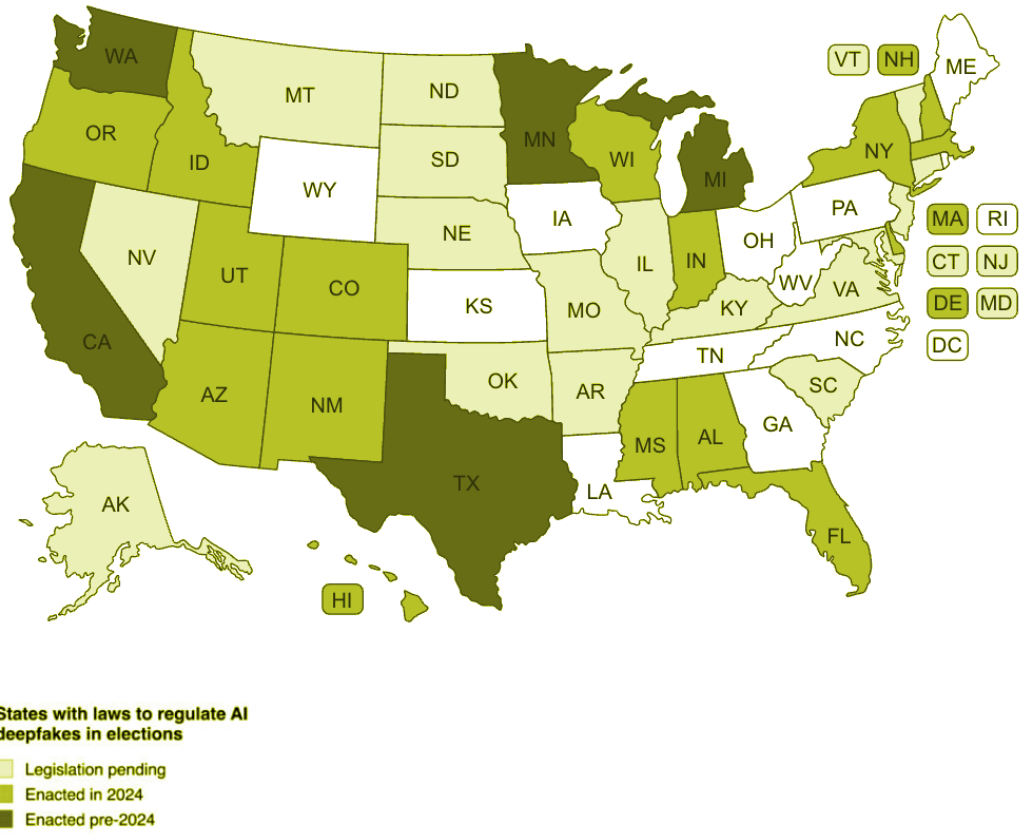 WA
MT
ND
MN
VT
NH
ME
OR
ID
SD
WI
MI
NY
WY
NE
IA
PA
MA
RI
NV
UT
CO
KS
IL
IN
OH
WV
VA
CT
NJ
CA
MO
KY
DE
MD
AZ
NM
OK
AR
TN
NC
DC
TX
MS
AL
GA
SC
LA
AK
FL
HI
States with laws to regulate AI
deepfakes in elections
Legislation pending
Enacted in 2024
Enacted pre-2024